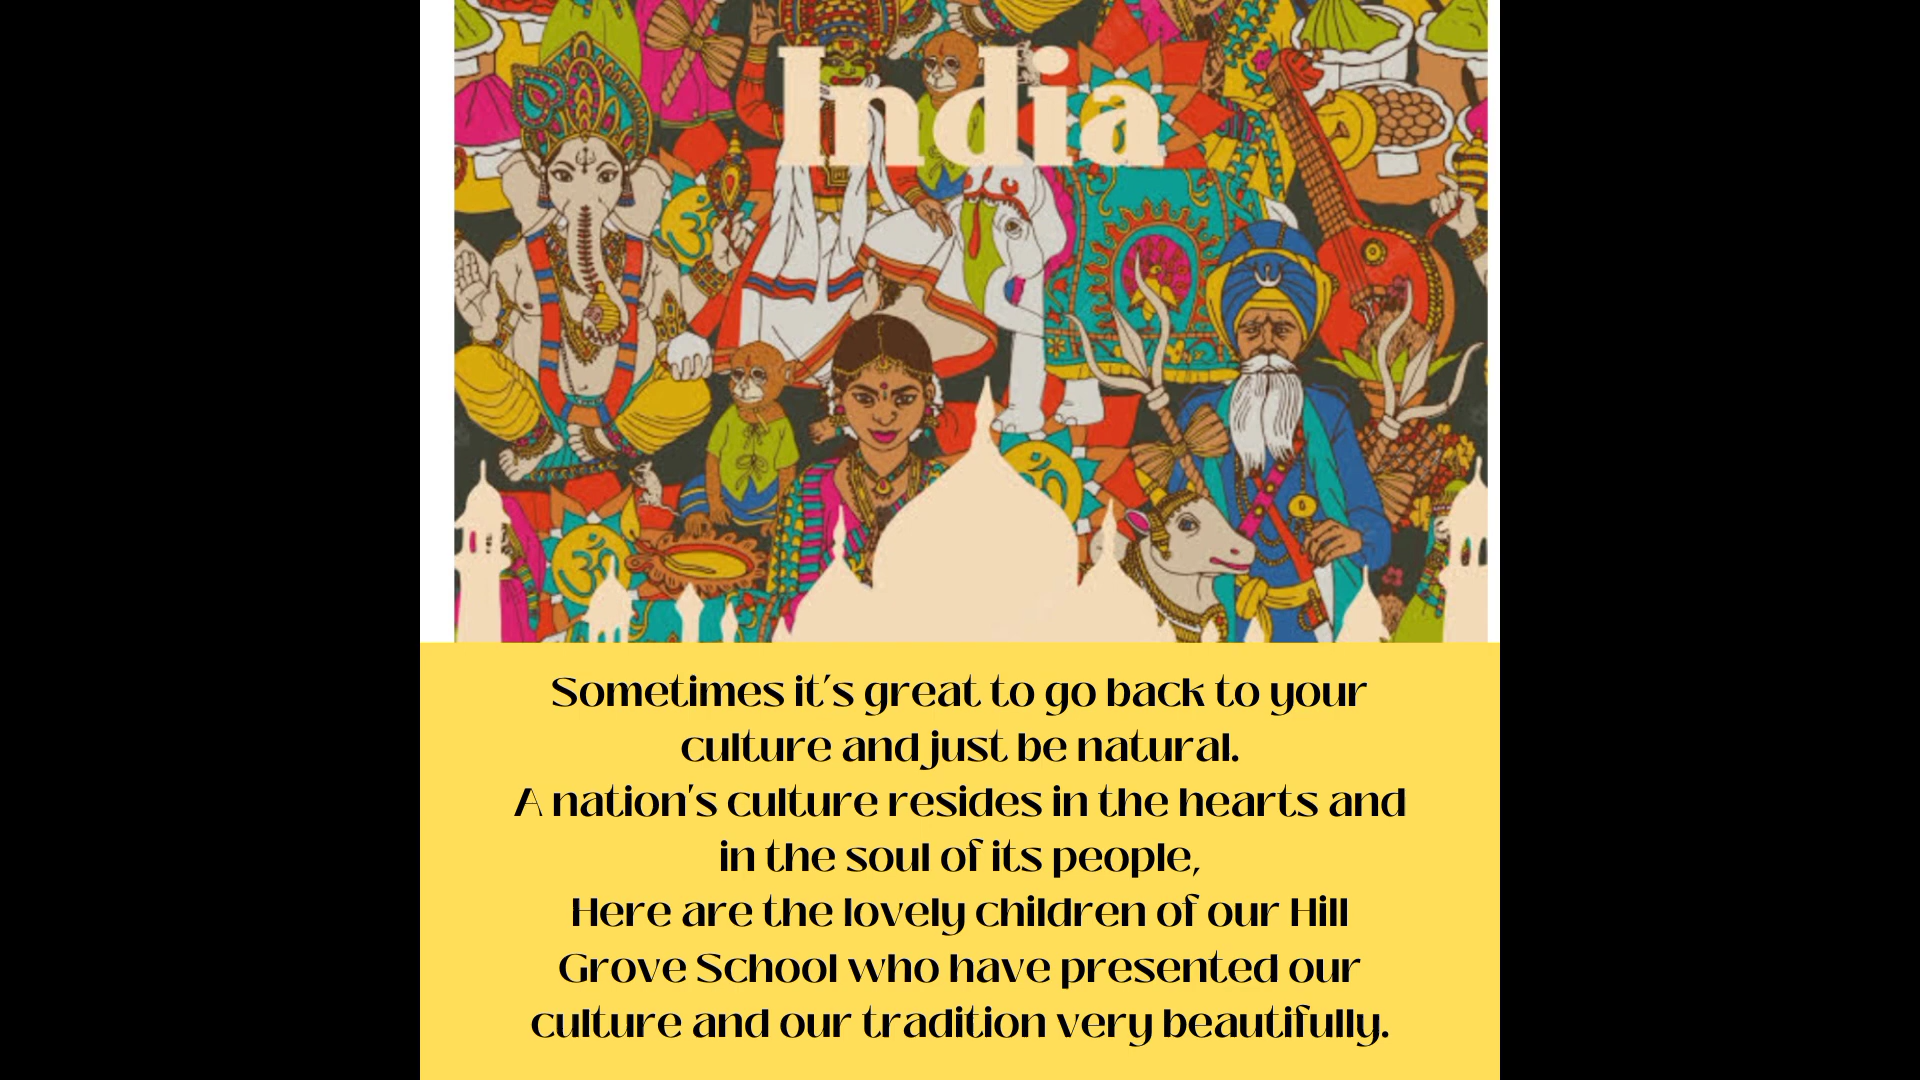 India
Sometimes it's great to go back to your
culture and just be natural.
A nation's culture resides in the hearts and
in the soul of its people,
Here are the lovely children of our Hill
Grove School who have presented our
culture and our tradition very beautifully.